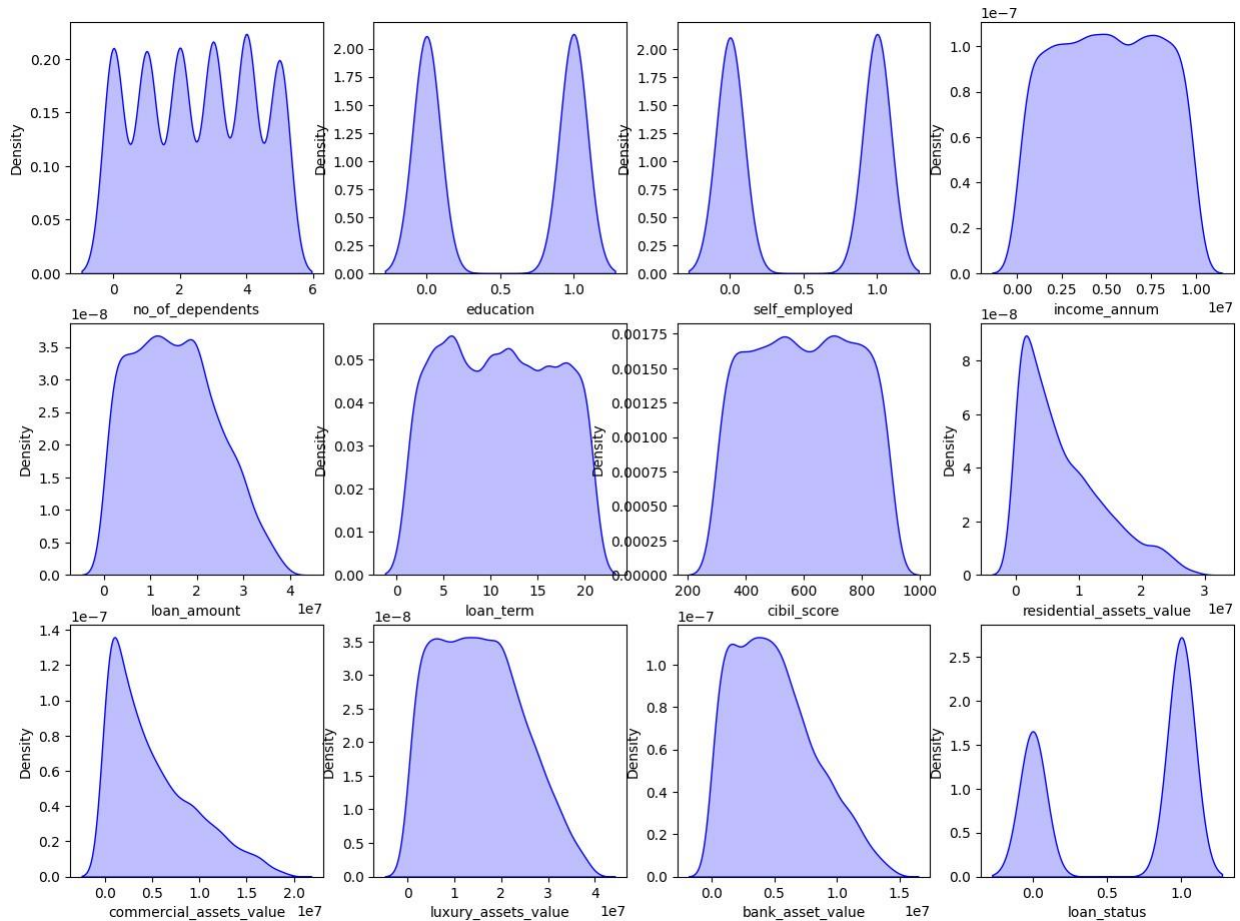 0.20
0.15
0.10
0.05
0.00
Density
0 2 4 6
no_of_dependents
2.00
1.75
1.50
1.25
1.00
0.75
0.50
0.25
0.00
Density
0.0 0.5 1.0
education
2.00
1.75
1.50
1.25
1.00
0.75
0.50
0.25
0.00
Density
0.0 0.5 1.0
self_employed
1e-7
1.0
0.8
0.6
0.4
0.2
0.0
Density
0.00 0.25 0.50 0.75 1.00
1e7
income_annum
1e-8
3.5
3.0
2.5
2.0
1.5
1.0
0.5
0.0
Density
0 1 2 3 4
1e7
loan_amount
0.05
0.04
0.03
0.02
0.01
0.00
Density
0 5 10 15 20
loan_term
0.00175
0.00150
0.00125
0.00100
0.00075
0.00050
0.00025
0.00000
Density
200 400 600 800 1000
cibil_score
1e-8
8
6
4
2
0
Density
0 1 2 3
1e7
residential_assets_value
1e-7
1.4
1.2
1.0
0.8
0.6
0.4
0.2
0.0
Density
0.0 0.5 1.0 1.5 2.0
1e7
commercial_assets_value
1e-8
3.5
3.0
2.5
2.0
1.5
1.0
0.5
0.0
Density
0 1 2 3 4
1e7
luxury_assets_value
1e-7
1.0
0.8
0.6
0.4
0.2
0.0
Density
0.0 0.5 1.0 1.5
1e7
bank_asset_value
2.5
2.0
1.5
1.0
0.5
0.0
Density
0.0 0.5 1.0
loan_status